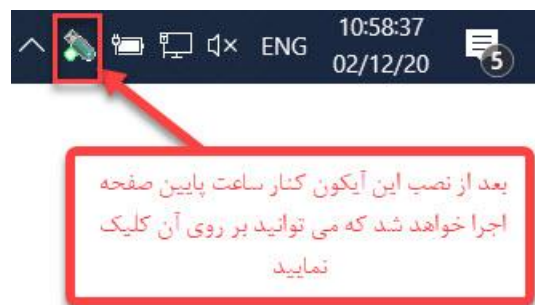 ENG
10:58:37
02/12/20
5
بعد از نصب این آیکون کنار ساعت پایین صفحه
اجرا خواهد شد که می توانید بر روی آن کلیک
نمایید